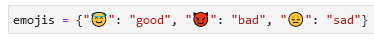 emojis = {"😇": "good", "😈": "bad", "😞": "sad"}